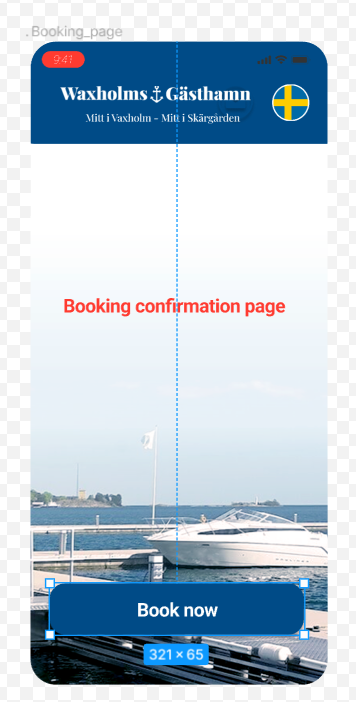 Booking_page
9:41
Waxholms Gästhamn
Mitt i Vaxholm - Mitt i Skärgården
Booking confirmation page
Book now
321 × 65